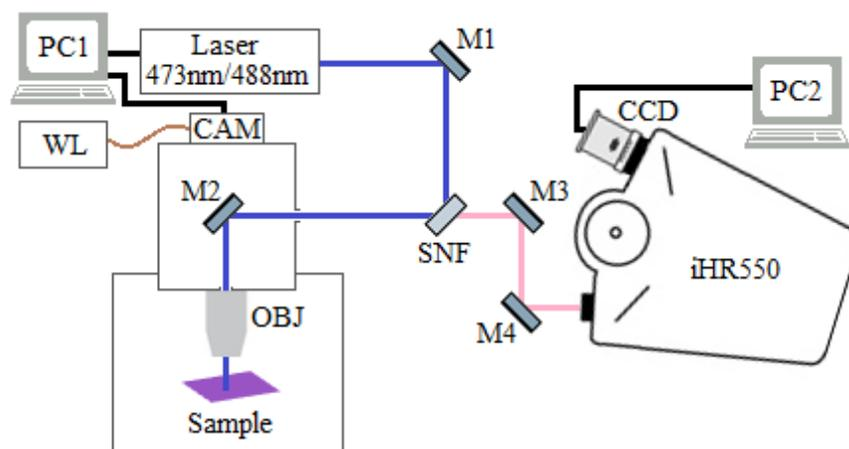 PC1
Laser
473nm/488nm
M1
PC2
CCD
WL
CAM
M2
M3
SNF
iHR550
OBJ
M4
Sample